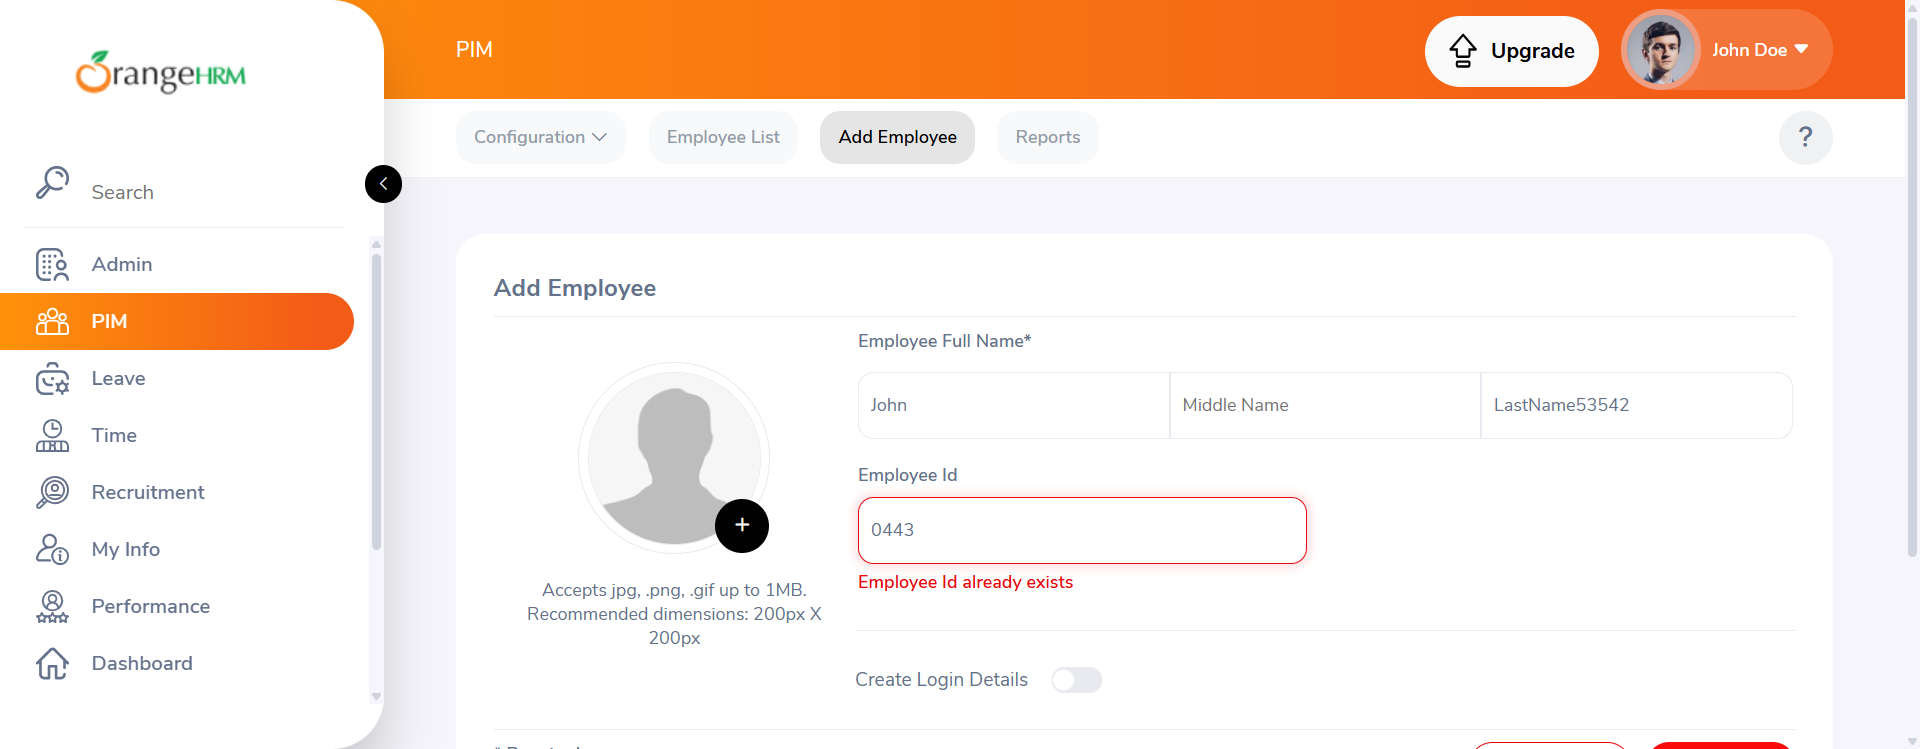 OrangeHRM
PIM
Upgrade
John Doe
Search
Configuration
Employee List
Add Employee
Reports
?
Admin
PIM
Leave
Time
Recruitment
My Info
Performance
Dashboard
Add Employee
Employee Full Name*
John
Middle Name
LastName53542
Employee Id
0443
Employee Id already exists
Accepts jpg, .png, .gif up to 1MB.
Recommended dimensions: 200px X
200px
Create Login Details